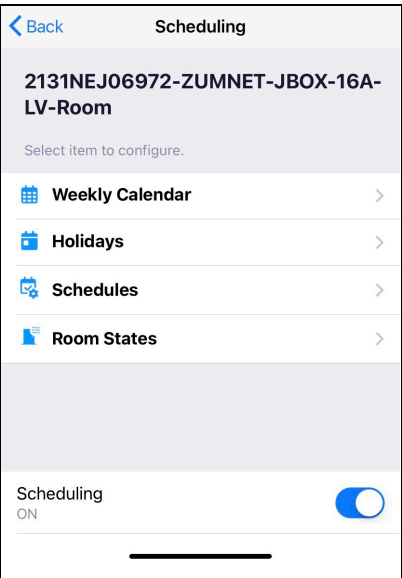 Back
Scheduling
2131NEJ06972-ZUMNET-JBOX-16A-
LV-Room
Select item to configure.
Weekly Calendar
Holidays
Schedules
Room States
Scheduling
ON